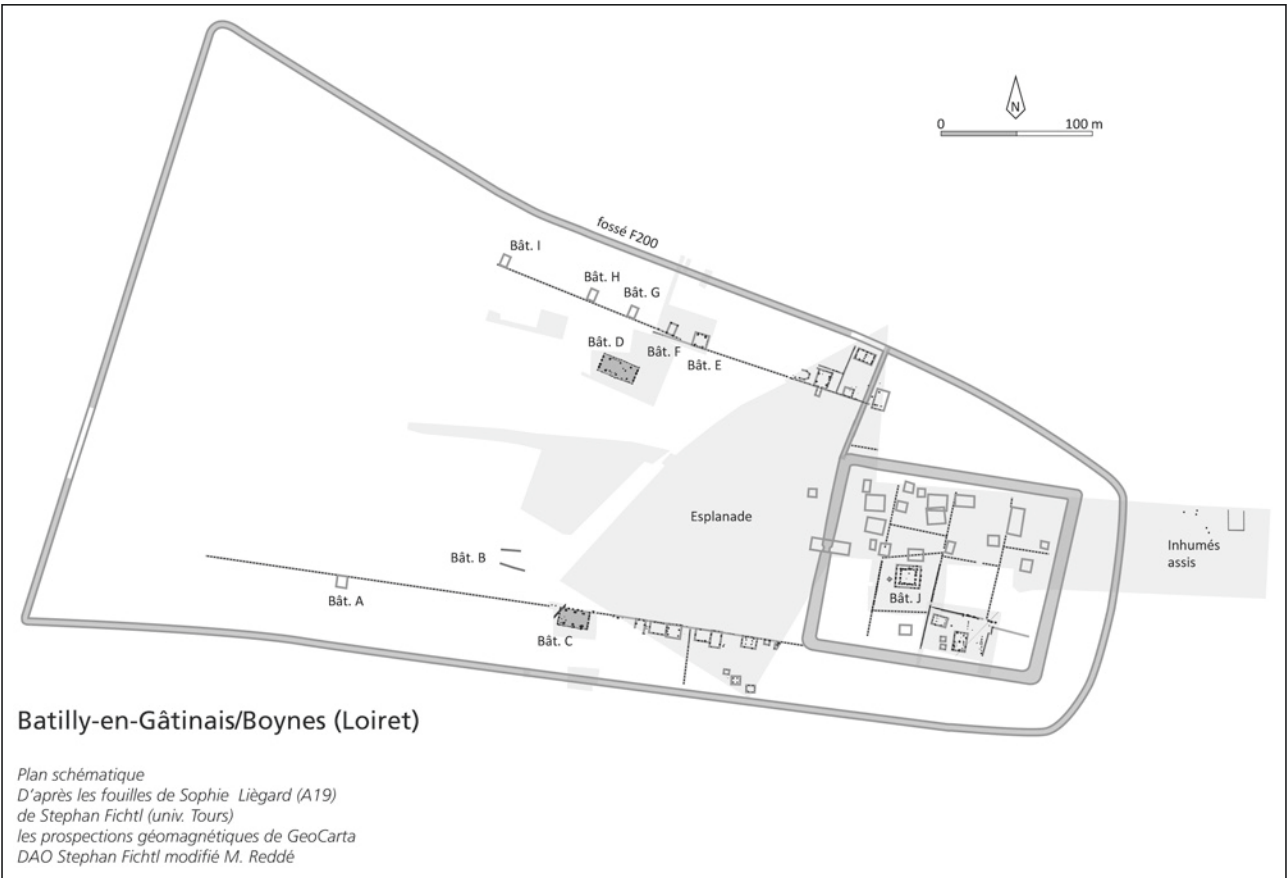 N
0 100 m
fossé F200
Bât. I
Bât. H
Bât. G
Bât. D
Bât. F
Bât. E
Esplanade
Bât. B
Inhumés
assis
Bât. A
Bât. J
Bât. C
Batilly-en-Gâtinais/Boynes (Loiret)
Plan schématique
D'après les fouilles de Sophie Liègard (A19)
de Stephan Fichtl (univ. Tours)
les prospections géomagnétiques de GeoCarta
DAO Stephan Fichtl modifié M. Reddé